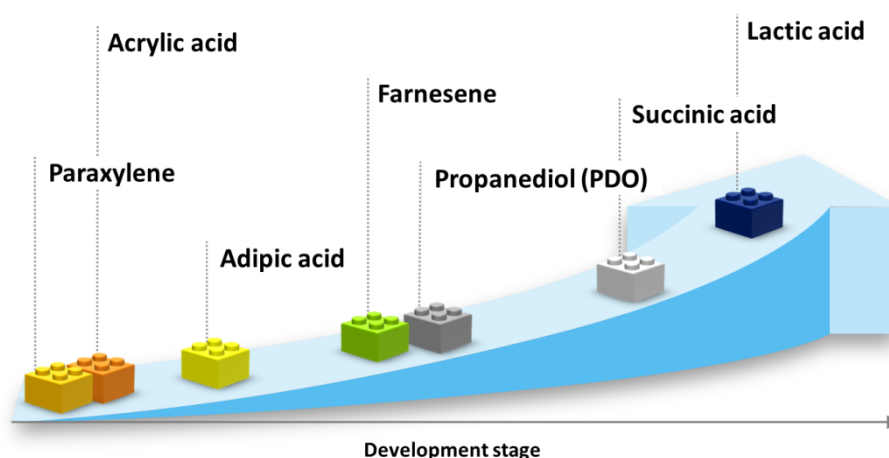 Acrylic acid
Lactic acid
Farnesene
Succinic acid
Paraxylene
Propanediol (PDO)
Adipic acid
Development stage